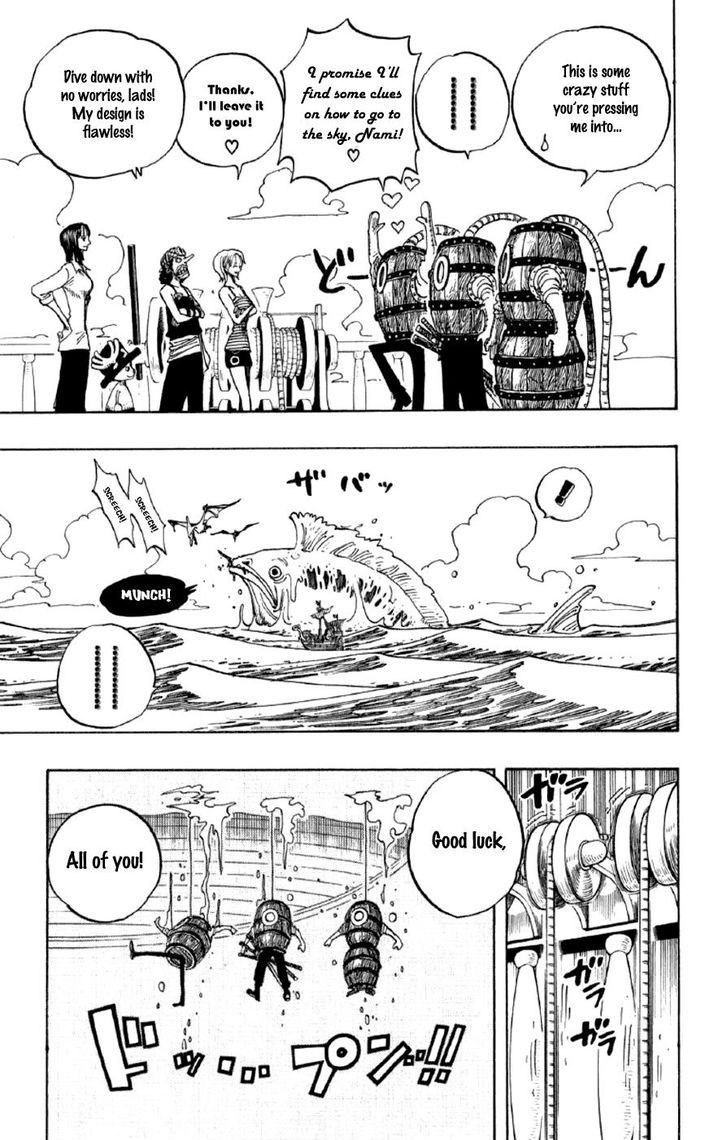 This is some
crazy stuff
you're pressing
me into...
I promise I'll
find some clues
on how to go to
the sky, Nami!
♡
Thanks.
I'll leave it
to you!
♡
Dive down with
no worries, lads!
My design is
flawless!
どーーん
ザバッ
!
SCREECH!
SCREECH!
MUNCH!
ガラ
ガラ
ガラ
Good luck,
All of you!
ド...プン!!